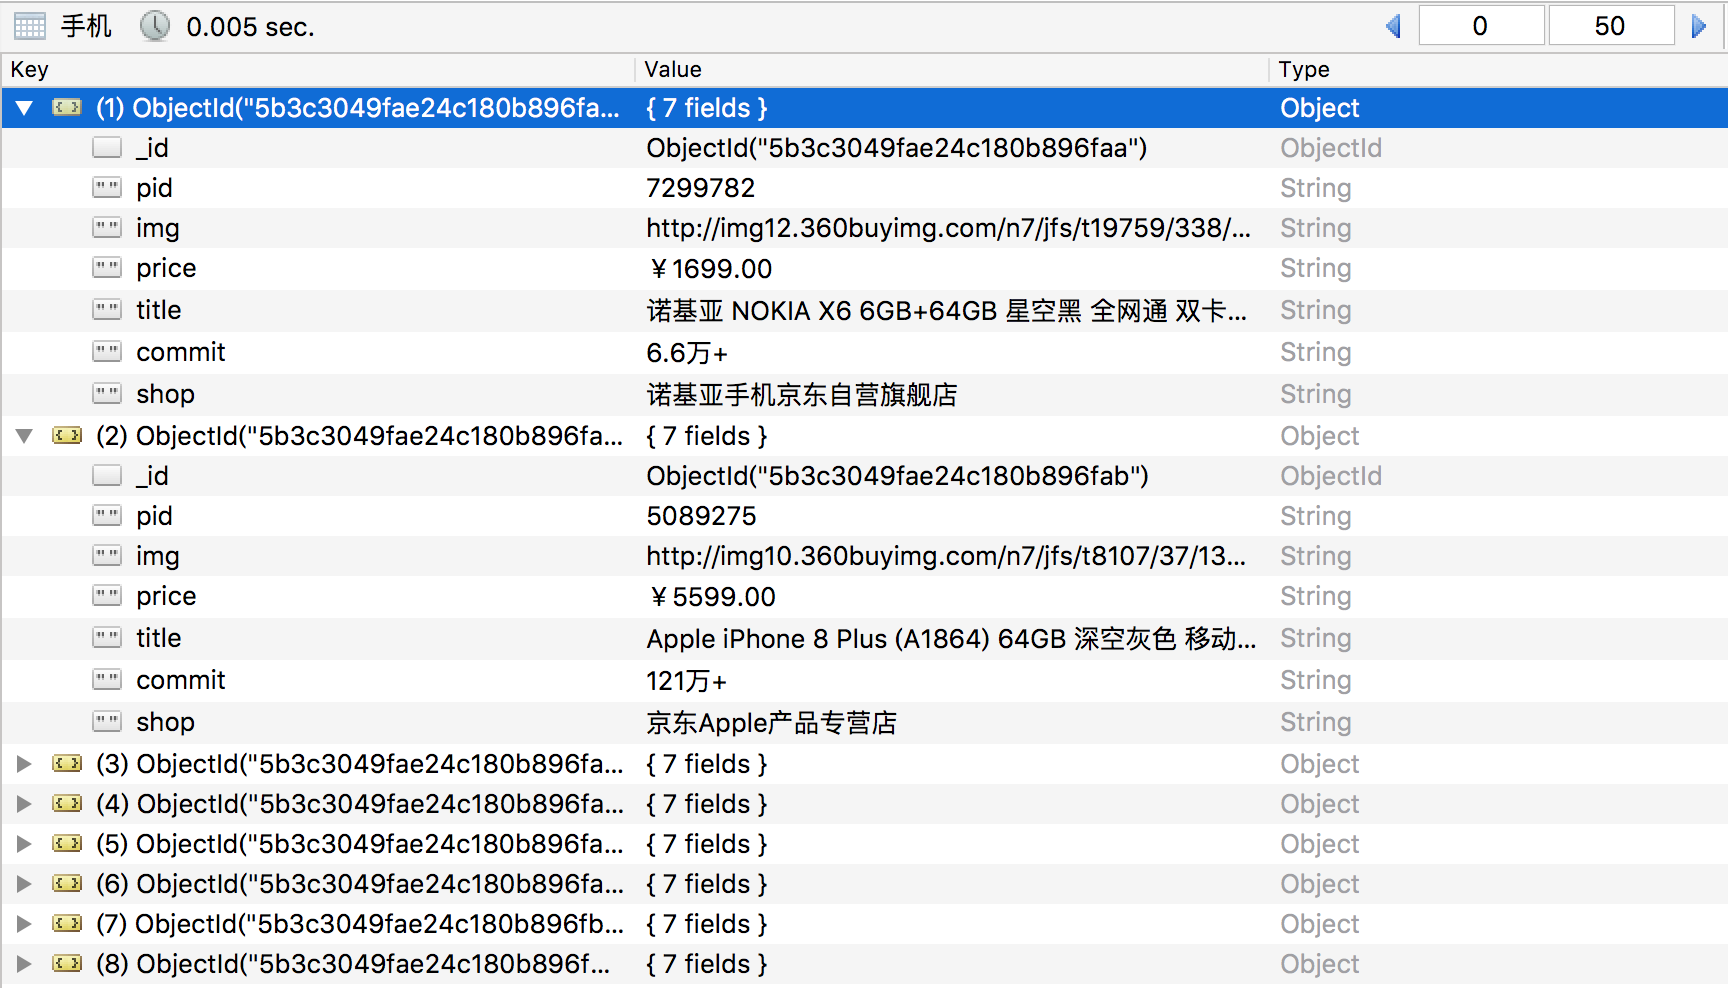 手机 0.005 sec. 0 50
Key Value Type
(1) ObjectId("5b3c3049fae24c180b896fa... { 7 fields } Object
_id ObjectId("5b3c3049fae24c180b896faa") ObjectId
pid 7299782 String
img http://img12.360buyimg.com/n7/jfs/t19759/338/... String
price ￥1699.00 String
title 诺基亚 NOKIA X6 6GB+64GB 星空黑 全网通 双卡... String
commit 6.6万+ String
shop 诺基亚手机京东自营旗舰店 String
(2) ObjectId("5b3c3049fae24c180b896fa... { 7 fields } Object
_id ObjectId("5b3c3049fae24c180b896fab") ObjectId
pid 5089275 String
img http://img10.360buyimg.com/n7/jfs/t8107/37/13... String
price ￥5599.00 String
title Apple iPhone 8 Plus (A1864) 64GB 深空灰色 移动... String
commit 121万+ String
shop 京东Apple产品专营店 String
(3) ObjectId("5b3c3049fae24c180b896fa... { 7 fields } Object
(4) ObjectId("5b3c3049fae24c180b896fa... { 7 fields } Object
(5) ObjectId("5b3c3049fae24c180b896fa... { 7 fields } Object
(6) ObjectId("5b3c3049fae24c180b896fa... { 7 fields } Object
(7) ObjectId("5b3c3049fae24c180b896fb... { 7 fields } Object
(8) ObjectId("5b3c3049fae24c180b896f... { 7 fields } Object